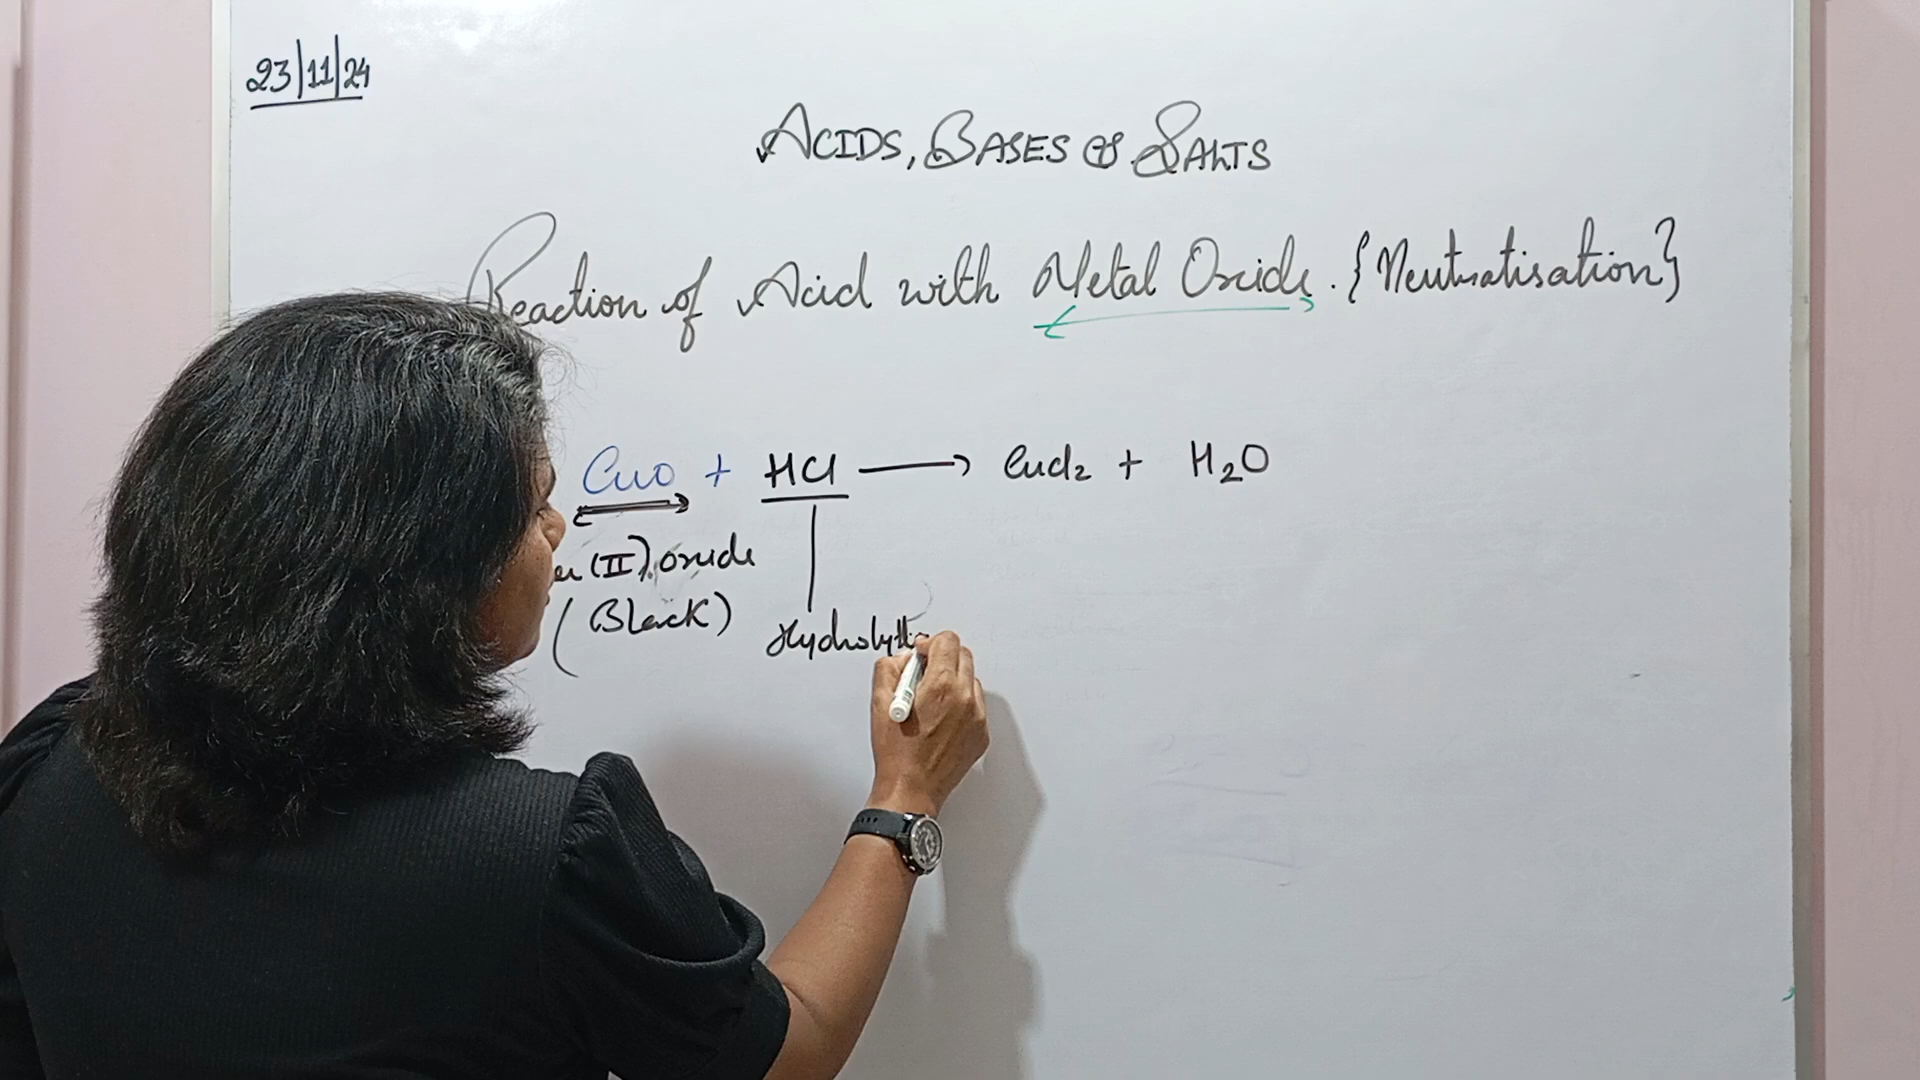 23/11/24
ACIDS, BASES & SALTS
Reaction of Acid with Metal Oxide. {Neutralisation}
CuO + HCl → CuCl₂ + H₂O
(II) oxide
(Black)